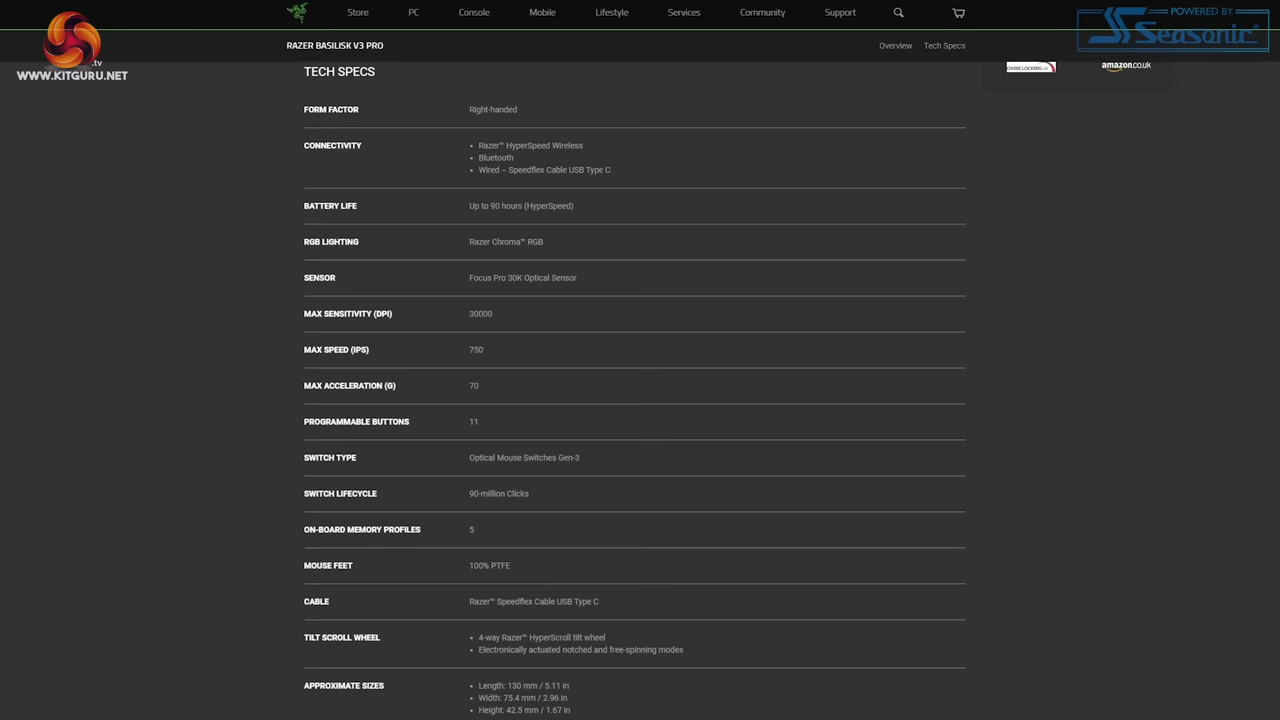 Store PC Console Mobile Lifestyle Services Community Support
POWERED BY
SEASONIC®
.tv
WWW.KITGURU.NET
RAZER BASILISK V3 PRO
Overview Tech Specs
OVERCLOCKERS UK amazon.co.uk
TECH SPECS
FORM FACTOR Right-handed
CONNECTIVITY • Razer™ HyperSpeed Wireless
• Bluetooth
• Wired – Speedflex Cable USB Type C
BATTERY LIFE Up to 90 hours (HyperSpeed)
RGB LIGHTING Razer Chroma™ RGB
SENSOR Focus Pro 30K Optical Sensor
MAX SENSITIVITY (DPI) 30000
MAX SPEED (IPS) 750
MAX ACCELERATION (G) 70
PROGRAMMABLE BUTTONS 11
SWITCH TYPE Optical Mouse Switches Gen-3
SWITCH LIFECYCLE 90-million Clicks
ON-BOARD MEMORY PROFILES 5
MOUSE FEET 100% PTFE
CABLE Razer™ Speedflex Cable USB Type C
TILT SCROLL WHEEL • 4-way Razer™ HyperScroll tilt wheel
• Electronically actuated notched and free-spinning modes
APPROXIMATE SIZES • Length: 130 mm / 5.11 in
• Width: 75.4 mm / 2.96 in
• Height: 42.5 mm / 1.67 in